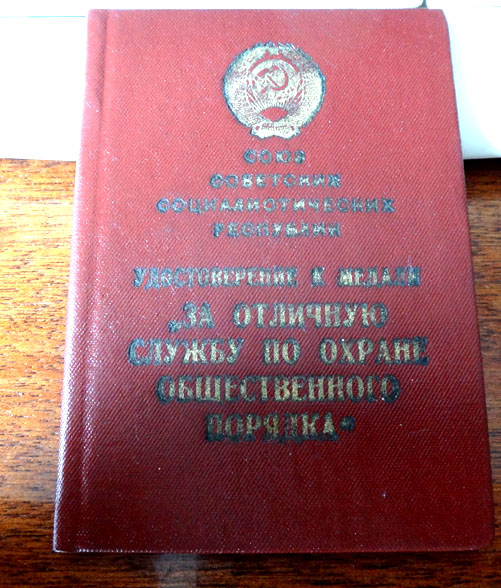 СОЮЗ
СОВЕТСКИХ
СОЦИАЛИСТИЧЕСКИХ
РЕСПУБЛИК
УДОСТОВЕРЕНИЕ К МЕДАЛИ
„ЗА ОТЛИЧНУЮ
СЛУЖБУ ПО ОХРАНЕ
ОБЩЕСТВЕННОГО
ПОРЯДКА“